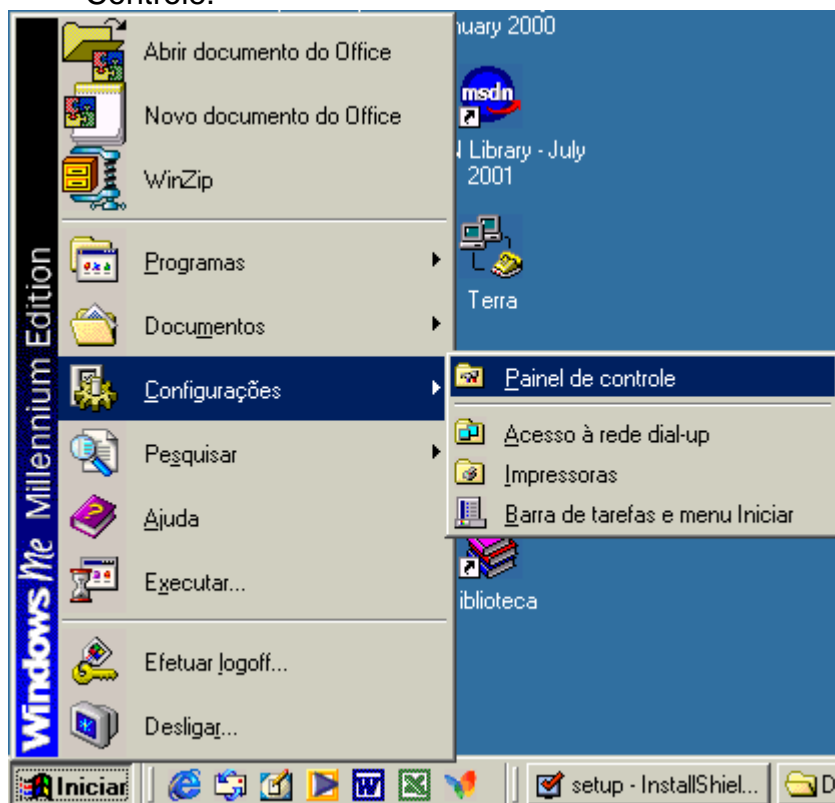 Controle.
Abrir documento do Office
Novo documento do Office
WinZip
Programas
Documentos
Configurações
Pesquisar
Ajuda
Executar...
Efetuar logoff...
Desligar...
Windows Me Millennium Edition
Painel de controle
Acesso à rede dial-up
Impressoras
Barra de tarefas e menu Iniciar
2000
msdn
Library - July
2001
Terra
Iniciar
setup - InstallShiel...